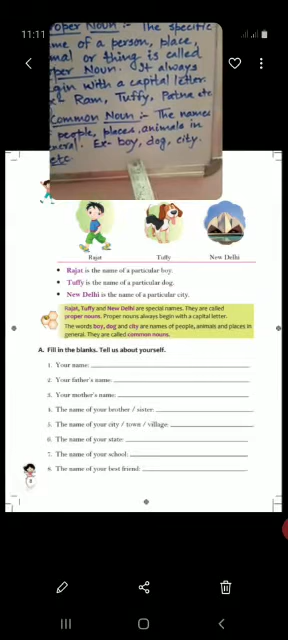 11:11
Proper Noun :- The specific
name of a person, place,
mal or thing is called
per Noun. It always
gin with a capital letter.
Ram, Tuffy, Patna etc
Common Noun :- The names
people, places, animals in
neral. Ex- boy, dog, city.
etc.
Rajat Tuffy New Delhi
• Rajat is the name of a particular boy.
• Tuffy is the name of a particular dog.
• New Delhi is the name of a particular city.
Rajat, Tuffy and New Delhi are special names. They are called
proper nouns. Proper nouns always begin with a capital letter.
The words boy, dog and city are names of people, animals and places in
general. They are called common nouns.
A. Fill in the blanks. Tell us about yourself.
1. Your name:
2. Your father's name:
3. Your mother's name:
4. The name of your brother / sister:
5. The name of your city / town / village:
6. The name of your state:
7. The name of your school:
8. The name of your best friend:
8